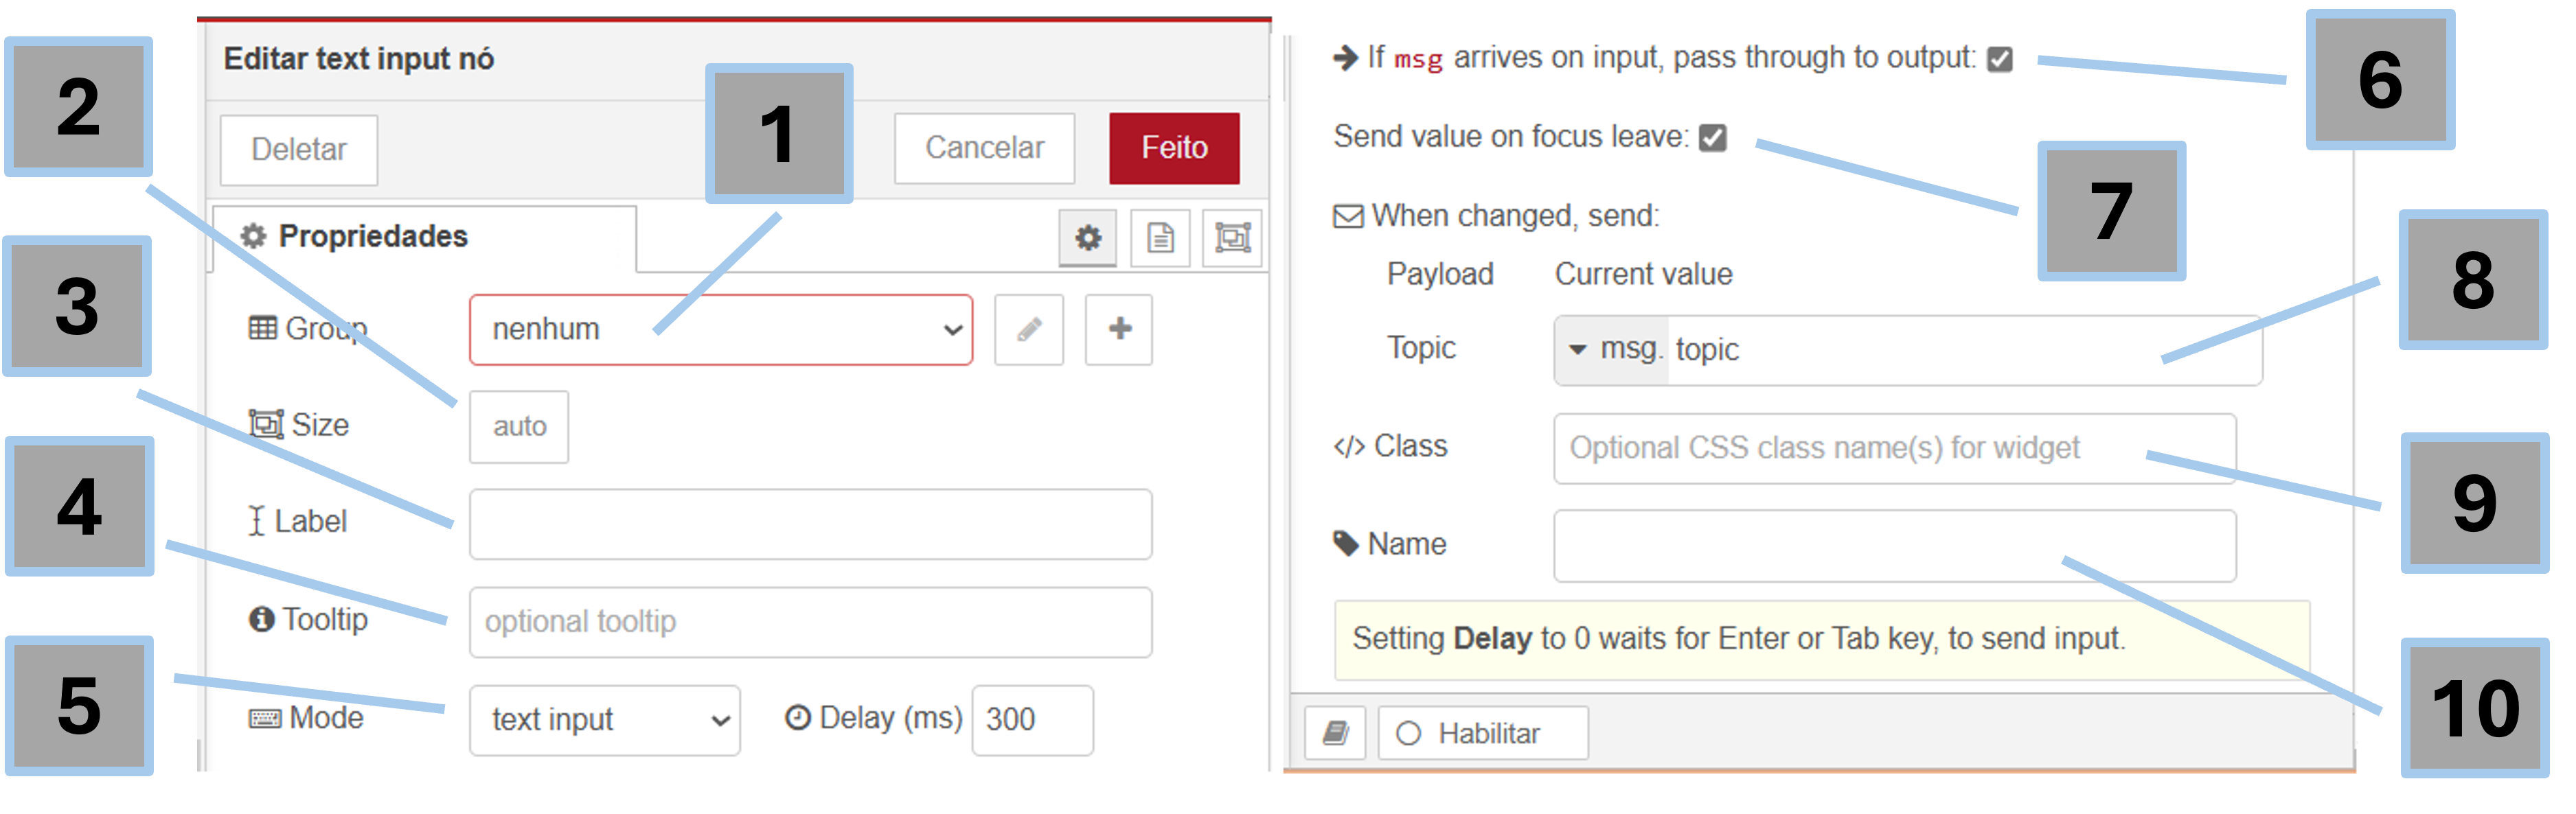 Editar text input nó
Deletar
Cancelar
Feito
Propriedades
Group
nenhum
Size
auto
Label
Tooltip
optional tooltip
Mode
text input
Delay (ms)
300
1
2
3
4
5
If msg arrives on input, pass through to output:
Send value on focus leave:
When changed, send:
Payload Current value
Topic
msg. topic
</> Class
Optional CSS class name(s) for widget
Name
Setting Delay to 0 waits for Enter or Tab key, to send input.
Habilitar
6
7
8
9
10